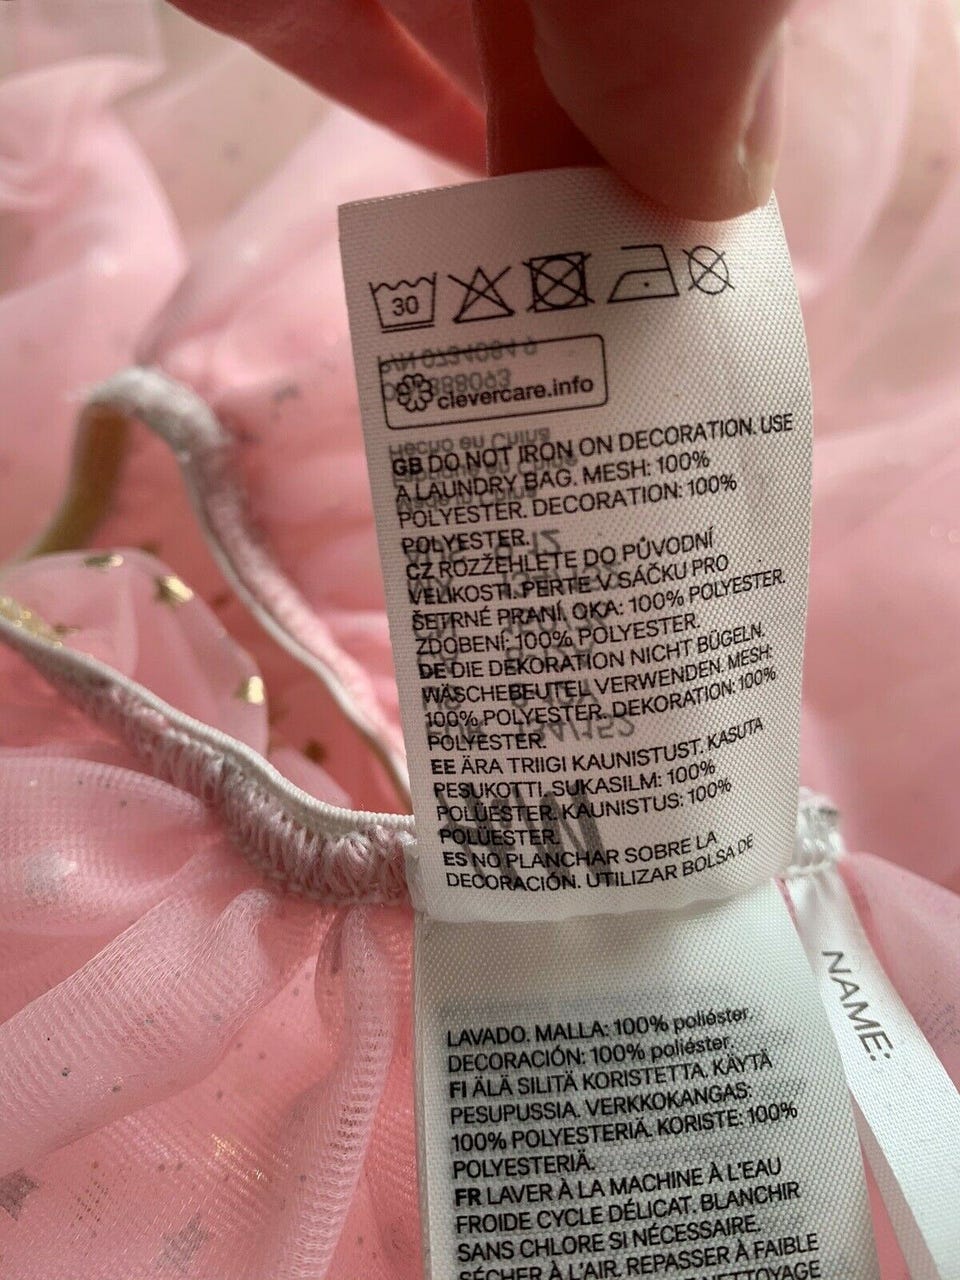 30
clevercare.info
GB DO NOT IRON ON DECORATION. USE
A LAUNDRY BAG. MESH: 100%
POLYESTER. DECORATION: 100%
POLYESTER.
CZ ROZŽEHLETE DO PŮVODNÍ
VELIKOSTI. PERTE V SÁČKU PRO
ŠETRNÉ PRANÍ. OKA: 100% POLYESTER.
ZDOBENÍ: 100% POLYESTER.
DE DIE DEKORATION NICHT BÜGELN.
WÄSCHEBEUTEL VERWENDEN. MESH:
100% POLYESTER. DEKORATION: 100%
POLYESTER.
EE ÄRA TRIIGI KAUNISTUST. KASUTA
PESUKOTTI. SUKASILM: 100%
POLÜESTER. KAUNISTUS: 100%
POLÜESTER.
ES NO PLANCHAR SOBRE LA
DECORACIÓN. UTILIZAR BOLSA DE
LAVADO. MALLA: 100% poliéster.
DECORACIÓN: 100% poliéster.
FI ÄLÄ SILITÄ KORISTETTA. KÄYTÄ
PESUPUSSIA. VERKKOKANGAS:
100% POLYESTERIÄ. KORISTE: 100%
POLYESTERIÄ.
FR LAVER À LA MACHINE À L'EAU
FROIDE CYCLE DÉLICAT. BLANCHIR
SANS CHLORE SI NÉCESSAIRE.
SÉCHER À L'AIR. REPASSER À FAIBLE
NETTOYAGE
NAME: